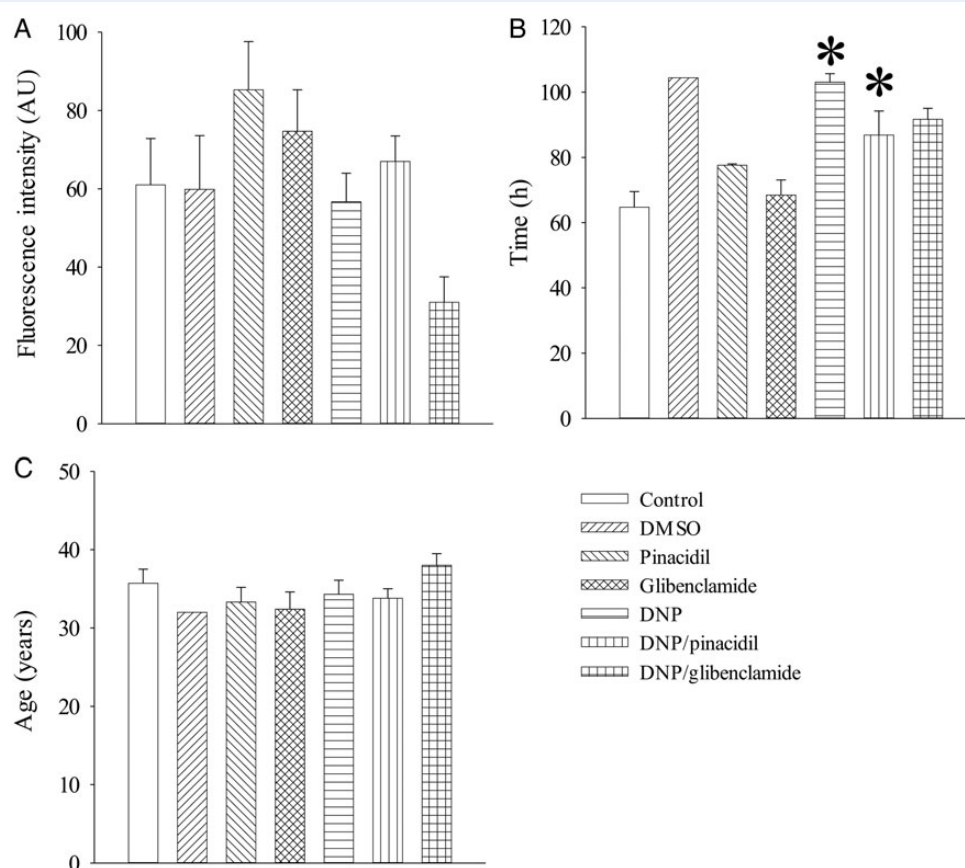 A
Fluorescence intensity (AU)
100
80
60
40
20
0
B
Time (h)
120
100
80
60
40
20
0
*
*
C
Age (years)
50
40
30
20
10
0
Control
DMSO
Pinacidil
Glibenclamide
DNP
DNP/pinacidil
DNP/glibenclamide